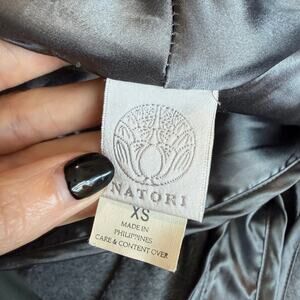 NATORI
XS
MADE IN
PHILIPPINES
CARE & CONTENT OVER